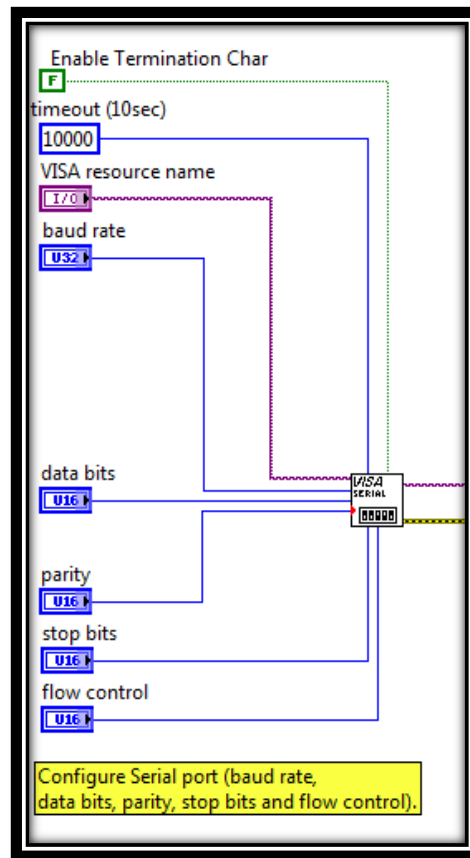 Enable Termination Char
F
timeout (10sec)
10000
VISA resource name
I/O
baud rate
U32
data bits
U16
VISA
SERIAL
parity
U16
stop bits
U16
flow control
U16
Configure Serial port (baud rate,
data bits, parity, stop bits and flow control).